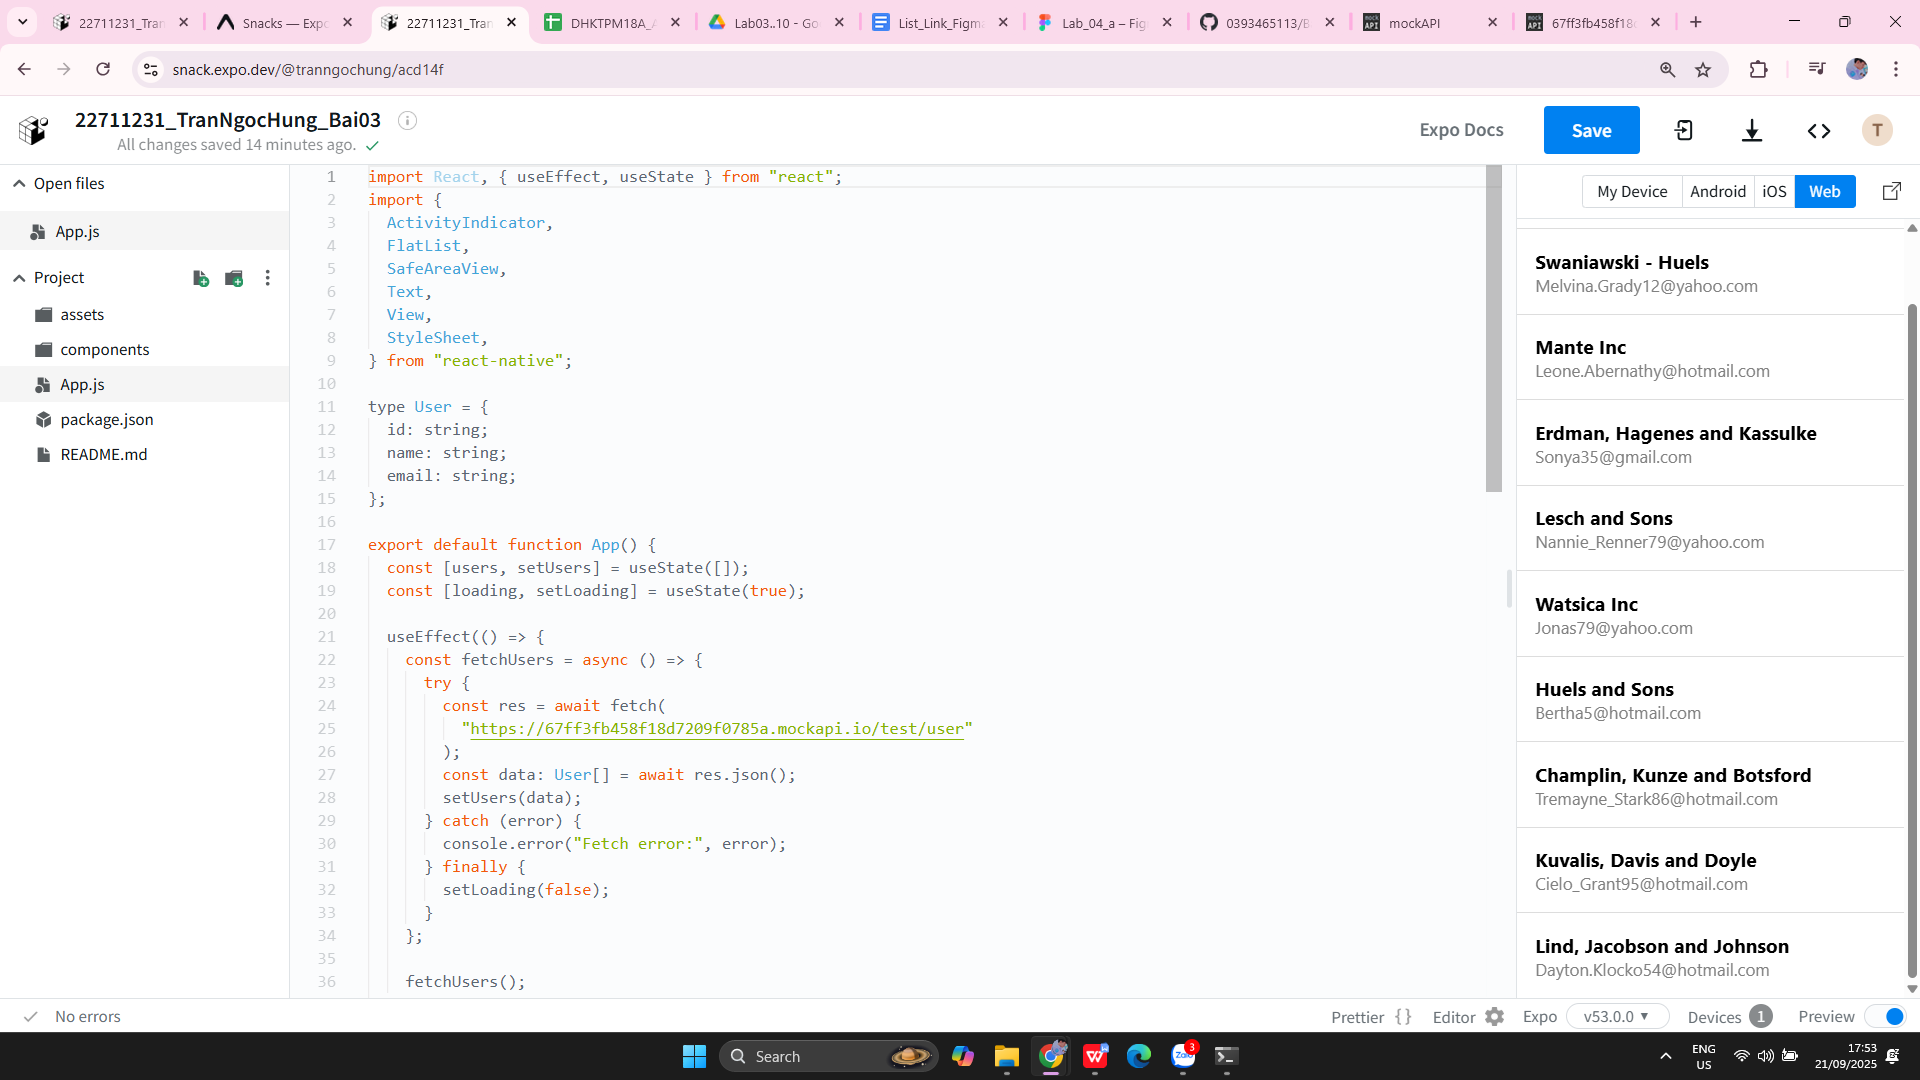 22711231_Tran
Snacks — Expo
22711231_Tran
DHKTPM18A_A
Lab03..10 - Go
List_Link_Figma
Lab_04_a – Fig
0393465113/B
mockAPI
67ff3fb458f18d
snack.expo.dev/@tranngochung/acd14f
22711231_TranNgocHung_Bai03
All changes saved 14 minutes ago.
Expo Docs
Save
T
Open files
App.js
Project
assets
components
App.js
package.json
README.md
1 import React, { useEffect, useState } from "react";
2 import {
3 ActivityIndicator,
4 FlatList,
5 SafeAreaView,
6 Text,
7 View,
8 StyleSheet,
9 } from "react-native";
10
11 type User = {
12 id: string;
13 name: string;
14 email: string;
15 };
16
17 export default function App() {
18 const [users, setUsers] = useState([]);
19 const [loading, setLoading] = useState(true);
20
21 useEffect(() => {
22 const fetchUsers = async () => {
23 try {
24 const res = await fetch(
25 "https://67ff3fb458f18d7209f0785a.mockapi.io/test/user"
26 );
27 const data: User[] = await res.json();
28 setUsers(data);
29 } catch (error) {
30 console.error("Fetch error:", error);
31 } finally {
32 setLoading(false);
33 }
34 };
35
36 fetchUsers();
My Device
Android
iOS
Web
Swaniawski - Huels
Melvina.Grady12@yahoo.com
Mante Inc
Leone.Abernathy@hotmail.com
Erdman, Hagenes and Kassulke
Sonya35@gmail.com
Lesch and Sons
Nannie_Renner79@yahoo.com
Watsica Inc
Jonas79@yahoo.com
Huels and Sons
Bertha5@hotmail.com
Champlin, Kunze and Botsford
Tremayne_Stark86@hotmail.com
Kuvalis, Davis and Doyle
Cielo_Grant95@hotmail.com
Lind, Jacobson and Johnson
Dayton.Klocko54@hotmail.com
No errors
Prettier {}
Editor
Expo
v53.0.0
Devices 1
Preview
Search
Zalo
3
ENG
US
17:53
21/09/2025